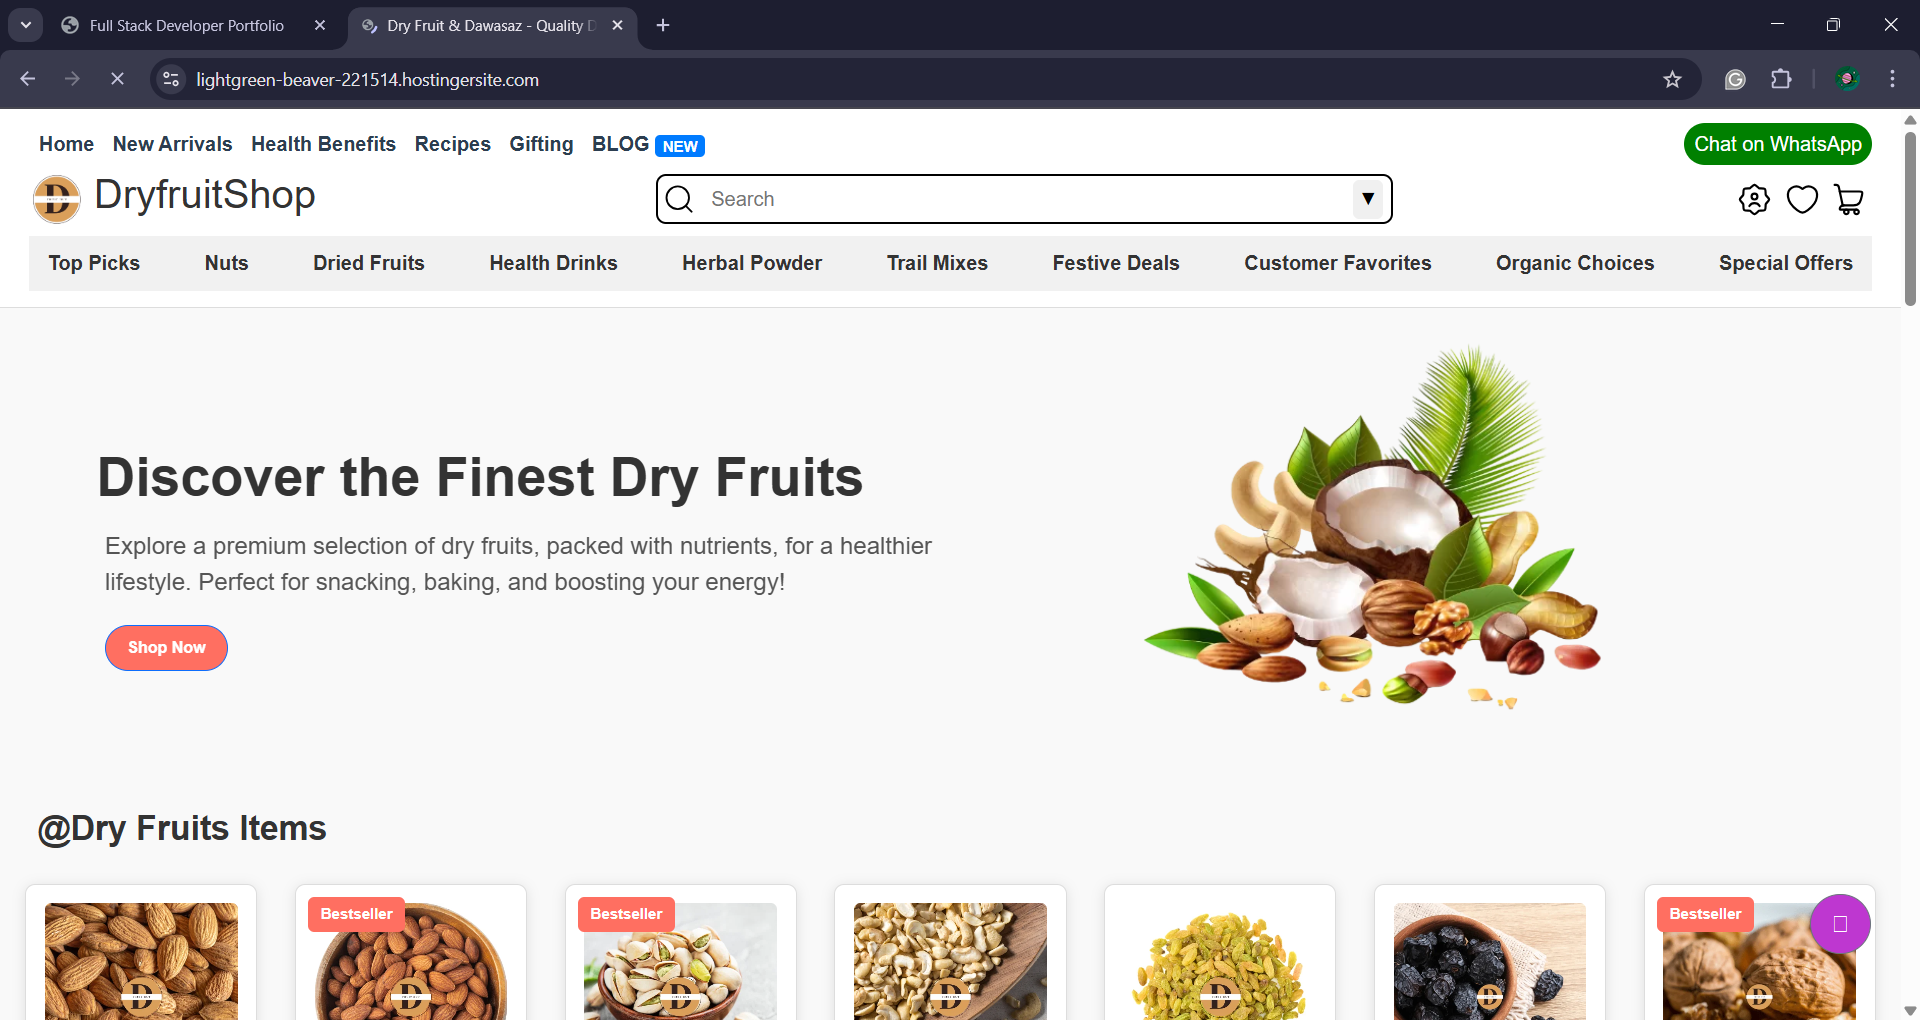 Full Stack Developer Portfolio
Dry Fruit & Dawasaz - Quality D
lightgreen-beaver-221514.hostingersite.com
Home New Arrivals Health Benefits Recipes Gifting BLOG NEW
Chat on WhatsApp
D DryfruitShop
Search
Top Picks Nuts Dried Fruits Health Drinks Herbal Powder Trail Mixes Festive Deals Customer Favorites Organic Choices Special Offers
Discover the Finest Dry Fruits
Explore a premium selection of dry fruits, packed with nutrients, for a healthier
lifestyle. Perfect for snacking, baking, and boosting your energy!
Shop Now
@Dry Fruits Items
Bestseller
Bestseller
Bestseller
D
D
D
D
D
D
D